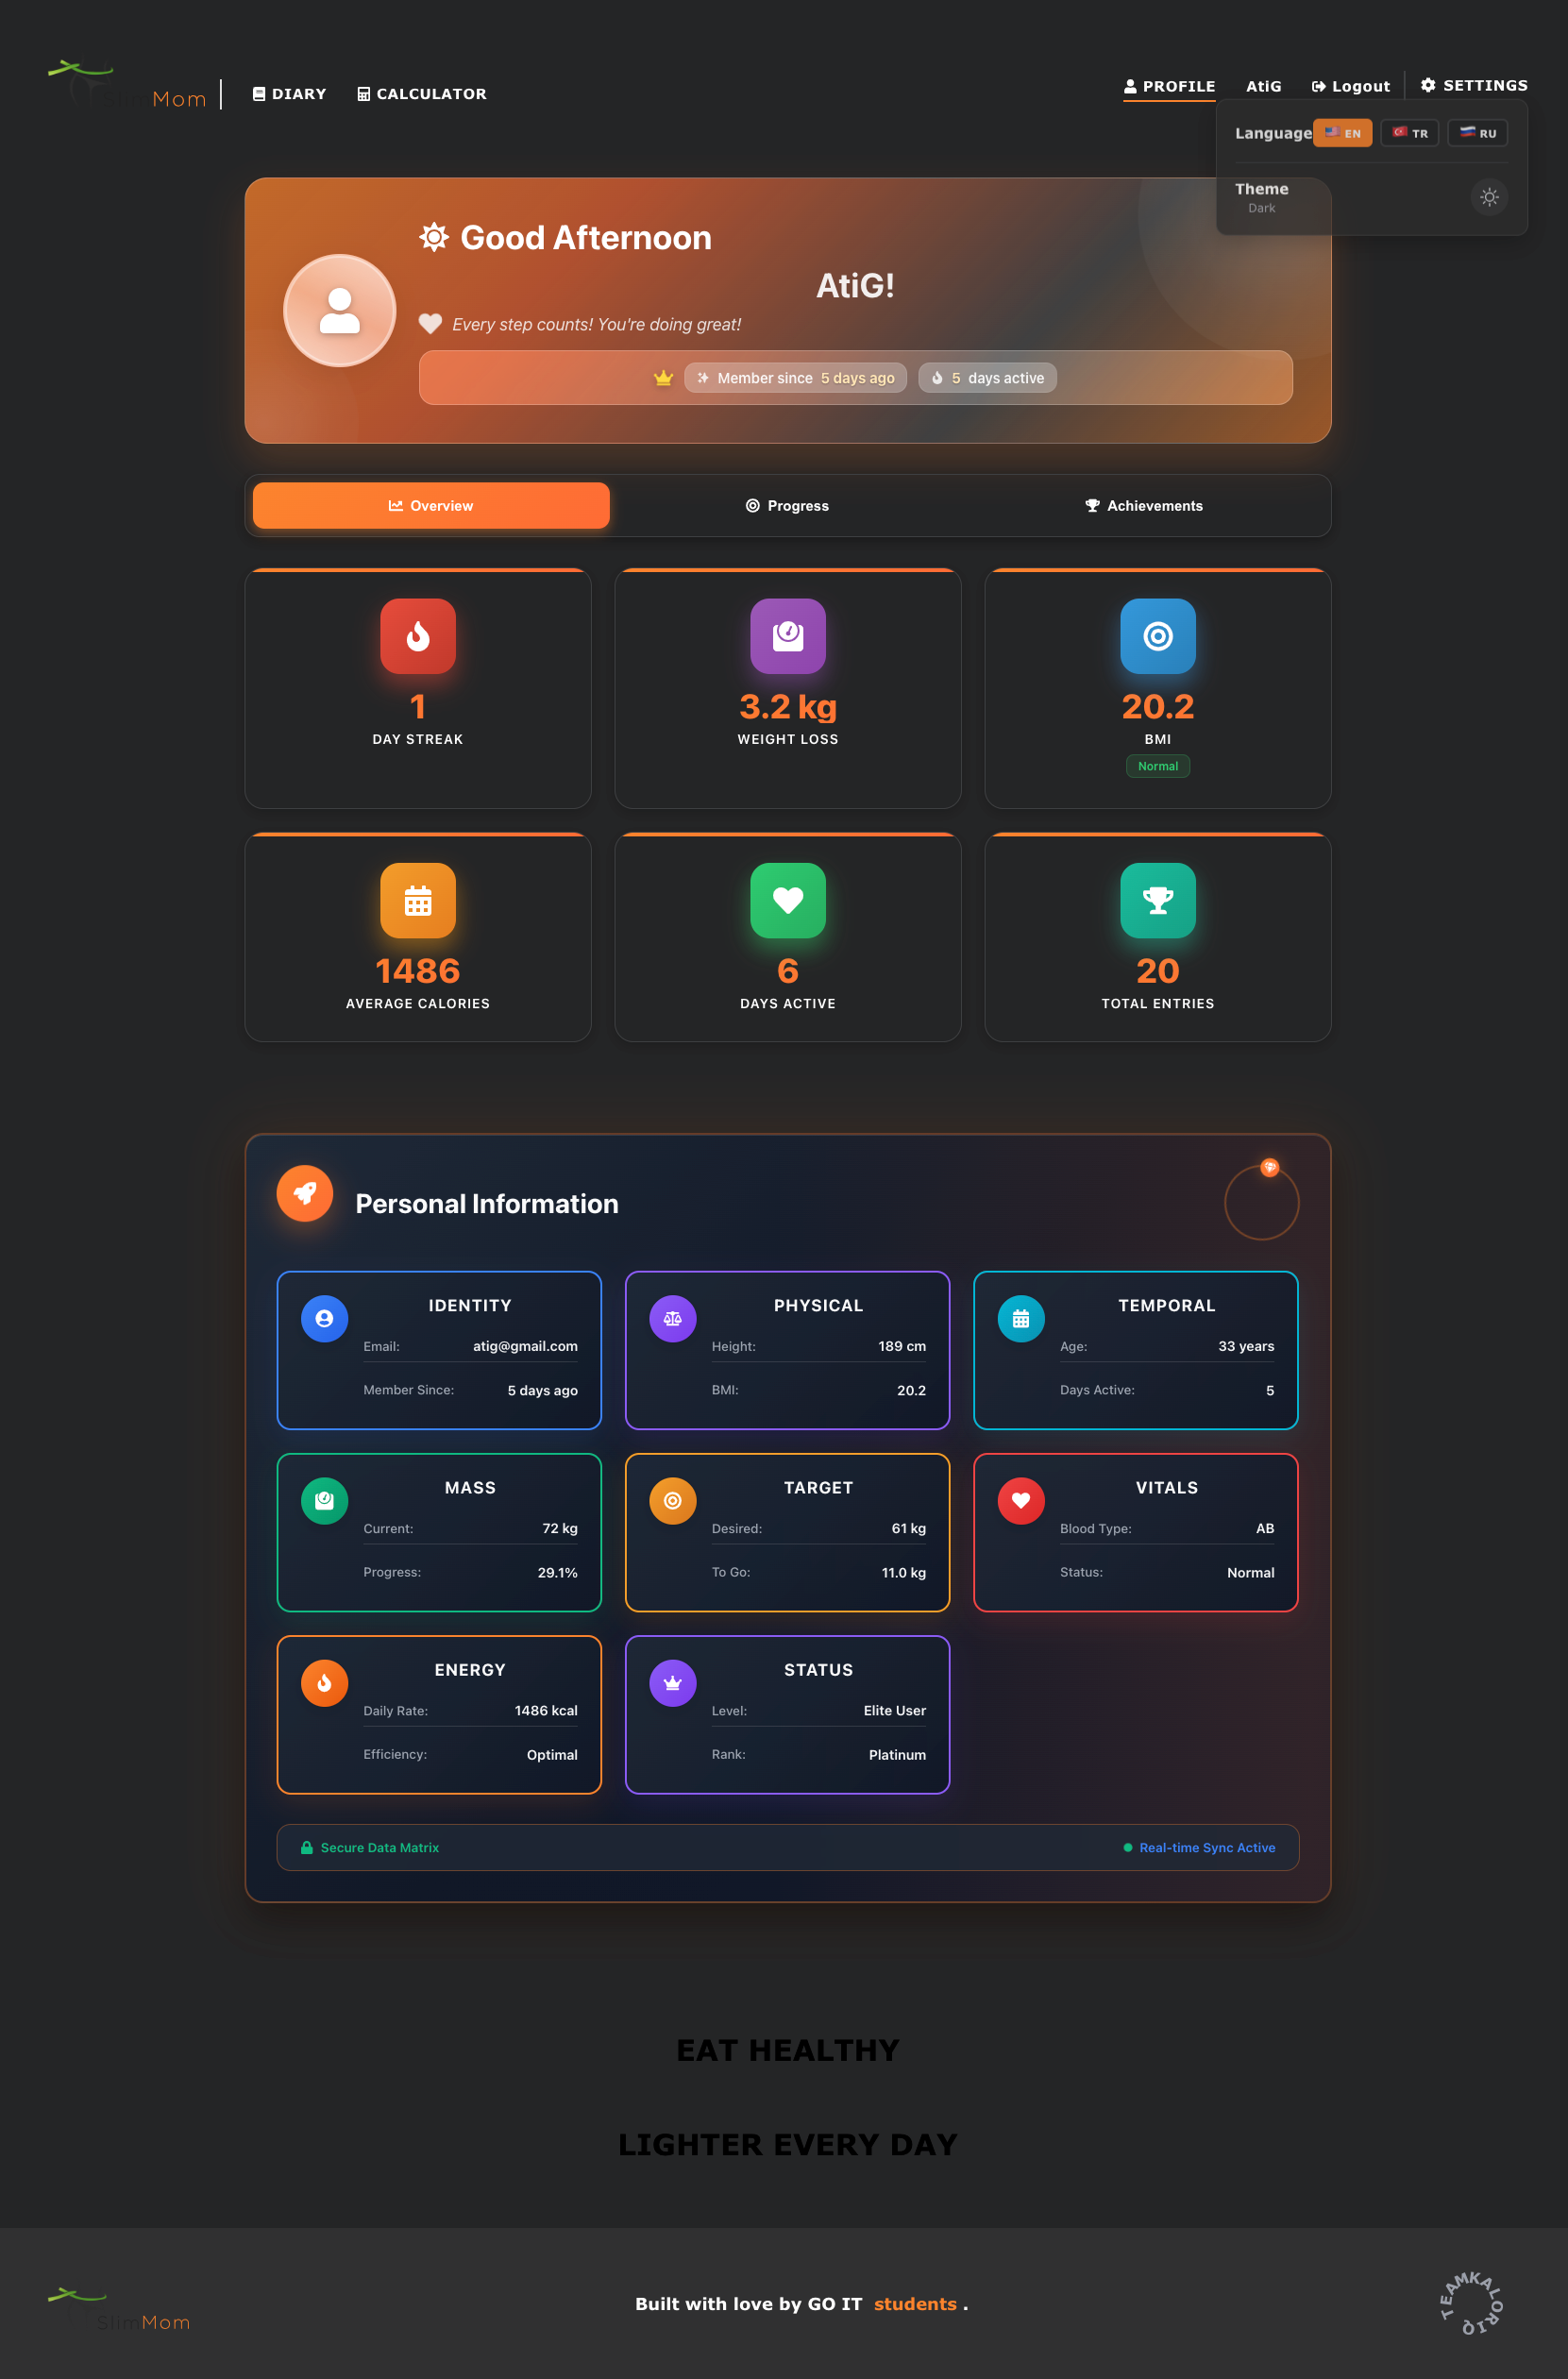 SlimMom
DIARY
CALCULATOR
PROFILE
AtiG
Logout
SETTINGS
Language
EN
TR
RU
Theme
Dark
Good Afternoon
AtiG!
Every step counts! You're doing great!
Member since 5 days ago
5 days active
Overview
Progress
Achievements
1
DAY STREAK
3.2 kg
WEIGHT LOSS
20.2
BMI
Normal
1486
AVERAGE CALORIES
6
DAYS ACTIVE
20
TOTAL ENTRIES
Personal Information
IDENTITY
Email: atig@gmail.com
Member Since: 5 days ago
PHYSICAL
Height: 189 cm
BMI: 20.2
TEMPORAL
Age: 33 years
Days Active: 5
MASS
Current: 72 kg
Progress: 29.1%
TARGET
Desired: 61 kg
To Go: 11.0 kg
VITALS
Blood Type: AB
Status: Normal
ENERGY
Daily Rate: 1486 kcal
Efficiency: Optimal
STATUS
Level: Elite User
Rank: Platinum
Secure Data Matrix
Real-time Sync Active
EAT HEALTHY
LIGHTER EVERY DAY
SlimMom
Built with love by GO IT students .
TEAMKALORIQ